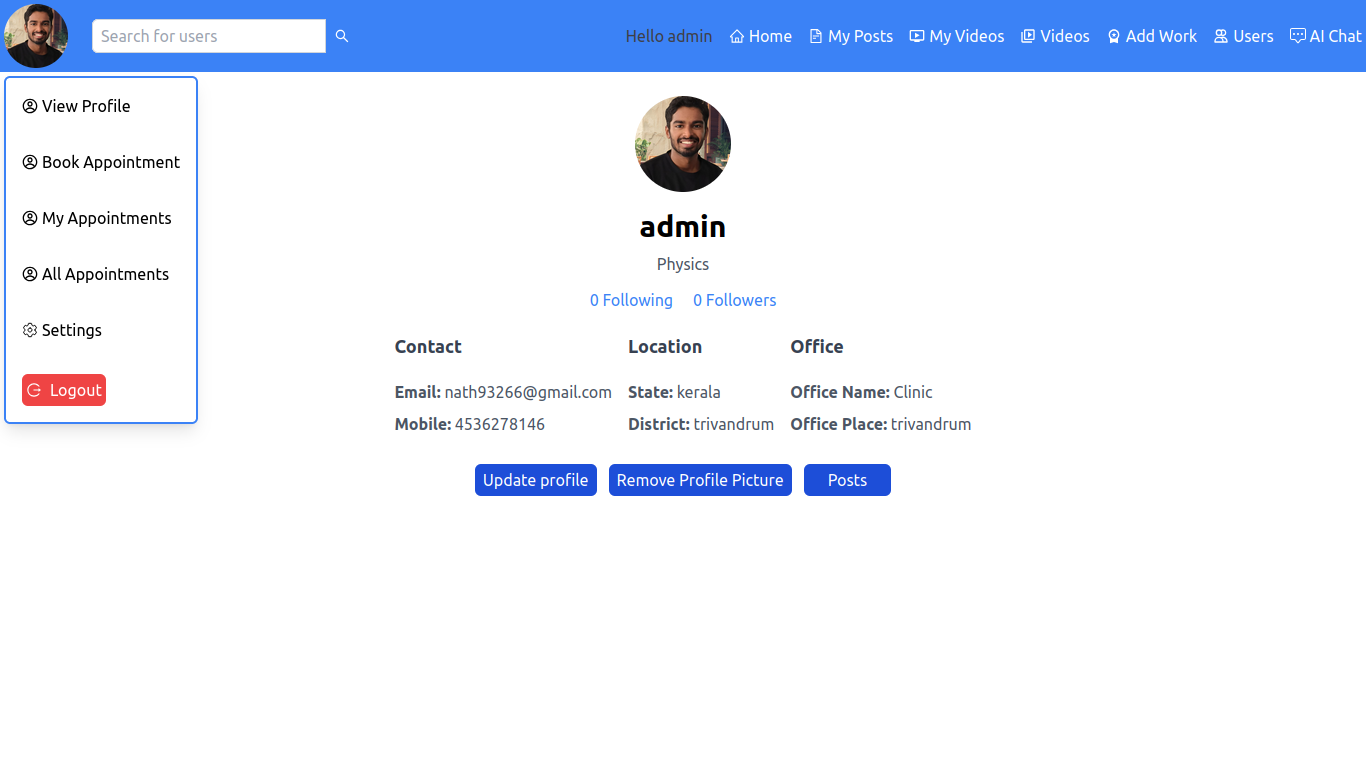 Search for users
Hello admin Home My Posts My Videos Videos Add Work Users AI Chat
View Profile
Book Appointment
My Appointments
All Appointments
Settings
Logout
admin
Physics
0 Following 0 Followers
Contact Location Office
Email: nath93266@gmail.com State: kerala Office Name: Clinic
Mobile: 4536278146 District: trivandrum Office Place: trivandrum
Update profile Remove Profile Picture Posts